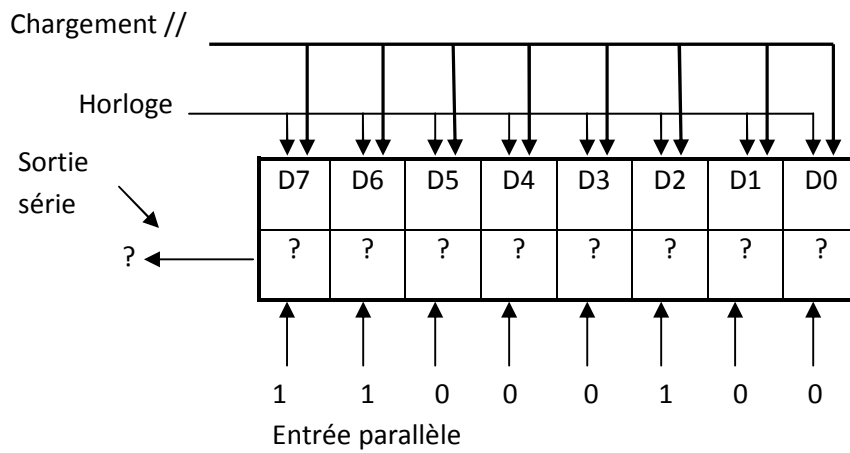 Chargement //
Horloge
Sortie
série
D7 D6 D5 D4 D3 D2 D1 D0
? ? ? ? ? ? ? ? ?
1 1 0 0 0 1 0 0
Entrée parallèle